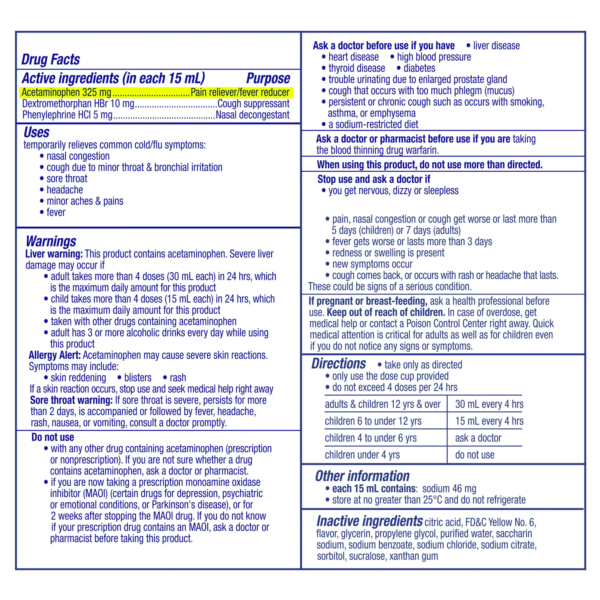 Drug Facts
Active ingredients (in each 15 mL) Purpose
Acetaminophen 325 mg..............................Pain reliever/fever reducer
Dextromethorphan HBr 10 mg................................Cough suppressant
Phenylephrine HCl 5 mg........................................Nasal decongestant
Uses
temporarily relieves common cold/flu symptoms:
• nasal congestion
• cough due to minor throat & bronchial irritation
• sore throat
• headache
• minor aches & pains
• fever
Warnings
Liver warning: This product contains acetaminophen. Severe liver
damage may occur if
• adult takes more than 4 doses (30 mL each) in 24 hrs, which
is the maximum daily amount for this product
• child takes more than 4 doses (15 mL each) in 24 hrs, which
is the maximum daily amount for this product
• taken with other drugs containing acetaminophen
• adult has 3 or more alcoholic drinks every day while
using this product
Allergy Alert: Acetaminophen may cause severe skin reactions.
Symptoms may include:
• skin reddening • blisters • rash
If a skin reaction occurs, stop use and seek medical help right away
Sore throat warning: If sore throat is severe, persists for more
than 2 days, is accompanied or followed by fever, headache,
rash, nausea, or vomiting, consult a doctor promptly.
Do not use
• with any other drug containing acetaminophen (prescription
or nonprescription). If you are not sure whether a drug
contains acetaminophen, ask a doctor or pharmacist.
• if you are now taking a prescription monoamine oxidase
inhibitor (MAOI) (certain drugs for depression, psychiatric
or emotional conditions, or Parkinson's disease), or for
2 weeks after stopping the MAOI drug. If you do not know
if your prescription drug contains an MAOI, ask a doctor or
pharmacist before taking this product.
Ask a doctor before use if you have • liver disease
• heart disease • high blood pressure
• thyroid disease • diabetes
• trouble urinating due to enlarged prostate gland
• cough that occurs with too much phlegm (mucus)
• persistent or chronic cough such as occurs with smoking,
asthma, or emphysema
• a sodium-restricted diet
Ask a doctor or pharmacist before use if you are taking
the blood thinning drug warfarin.
When using this product, do not use more than directed.
Stop use and ask a doctor if
• you get nervous, dizzy or sleepless
• pain, nasal congestion or cough get worse or last more than
5 days (children) or 7 days (adults)
• fever gets worse or lasts more than 3 days
• redness or swelling is present
• new symptoms occur
• cough comes back, or occurs with rash or headache that lasts.
These could be signs of a serious condition.
If pregnant or breast-feeding, ask a health professional before
use. Keep out of reach of children. In case of overdose, get
medical help or contact a Poison Control Center right away. Quick
medical attention is critical for adults as well as for children even
if you do not notice any signs or symptoms.
Directions • take only as directed
• only use the dose cup provided
• do not exceed 4 doses per 24 hrs
adults & children 12 yrs & over 30 mL every 4 hrs
children 6 to under 12 yrs 15 mL every 4 hrs
children 4 to under 6 yrs ask a doctor
children under 4 yrs do not use
Other information
• each 15 mL contains: sodium 46 mg
• store at no greater than 25°C and do not refrigerate
Inactive ingredients citric acid, FD&C Yellow No. 6,
flavor, glycerin, propylene glycol, purified water, saccharin
sodium, sodium benzoate, sodium chloride, sodium citrate,
sorbitol, sucralose, xanthan gum